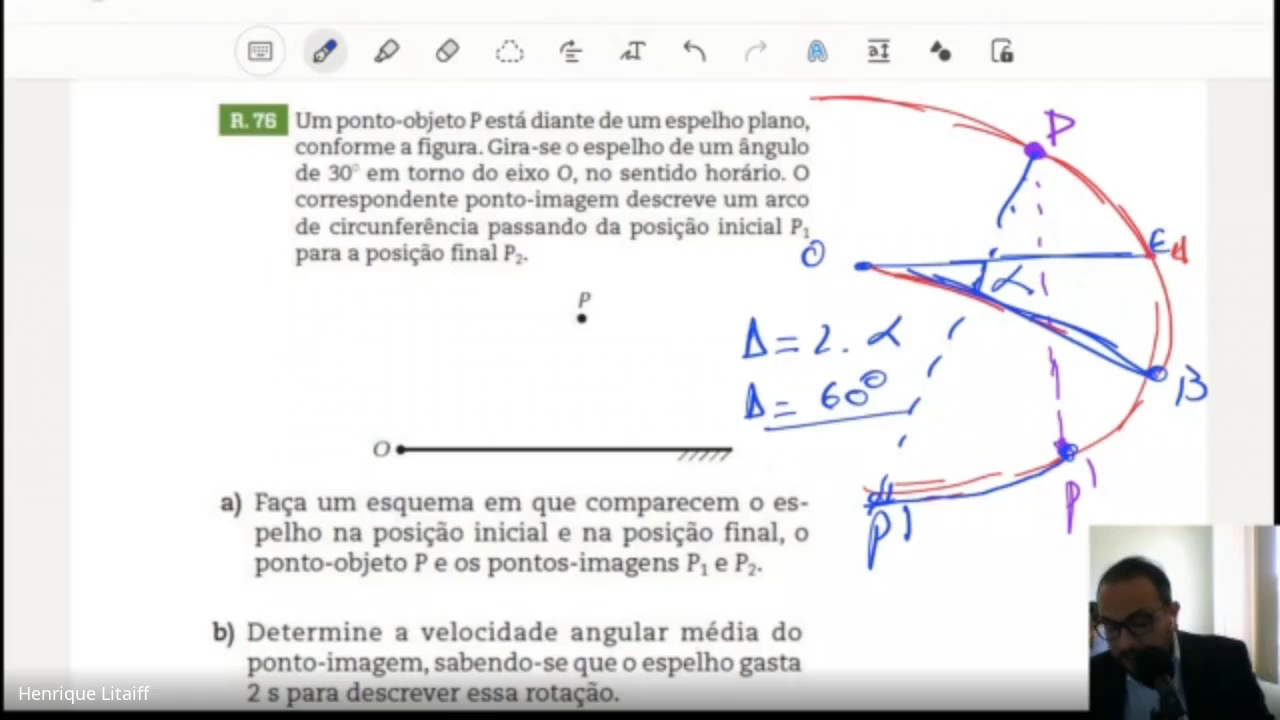 R. 76 Um ponto-objeto P está diante de um espelho plano,
conforme a figura. Gira-se o espelho de um ângulo
de 30° em torno do eixo O, no sentido horário. O
correspondente ponto-imagem descreve um arco
de circunferência passando da posição inicial P₁
para a posição final P₂.
P
O
a) Faça um esquema em que comparecem o es-
pelho na posição inicial e na posição final, o
ponto-objeto P e os pontos-imagens P₁ e P₂.
b) Determine a velocidade angular média do
ponto-imagem, sabendo-se que o espelho gasta
2 s para descrever essa rotação.
P
O
α
Δ = 2. α
Δ = 60°
B
P'
P'
Henrique Litaiff